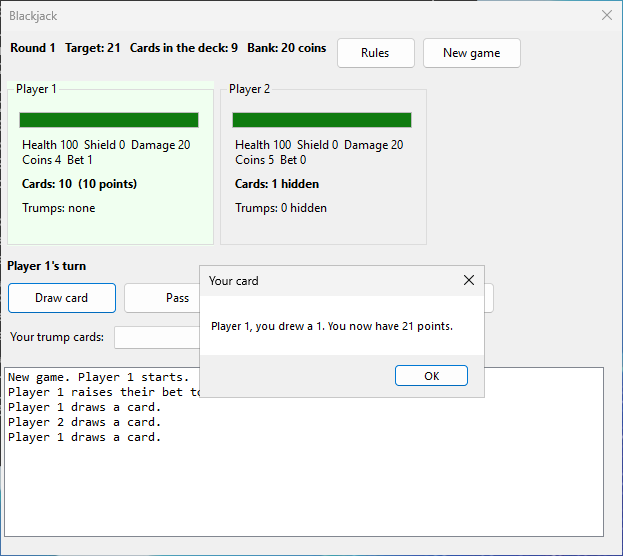 Blackjack
Round 1 Target: 21 Cards in the deck: 9 Bank: 20 coins Rules New game
Player 1 Player 2
Health 100 Shield 0 Damage 20 Health 100 Shield 0 Damage 20
Coins 4 Bet 1 Coins 5 Bet 0
Cards: 10 (10 points) Cards: 1 hidden
Trumps: none Trumps: 0 hidden
Player 1's turn
Draw card Pass
Your trump cards:
Your card
Player 1, you drew a 1. You now have 21 points.
OK
New game. Player 1 starts.
Player 1 raises their bet
Player 1 draws a card.
Player 2 draws a card.
Player 1 draws a card.